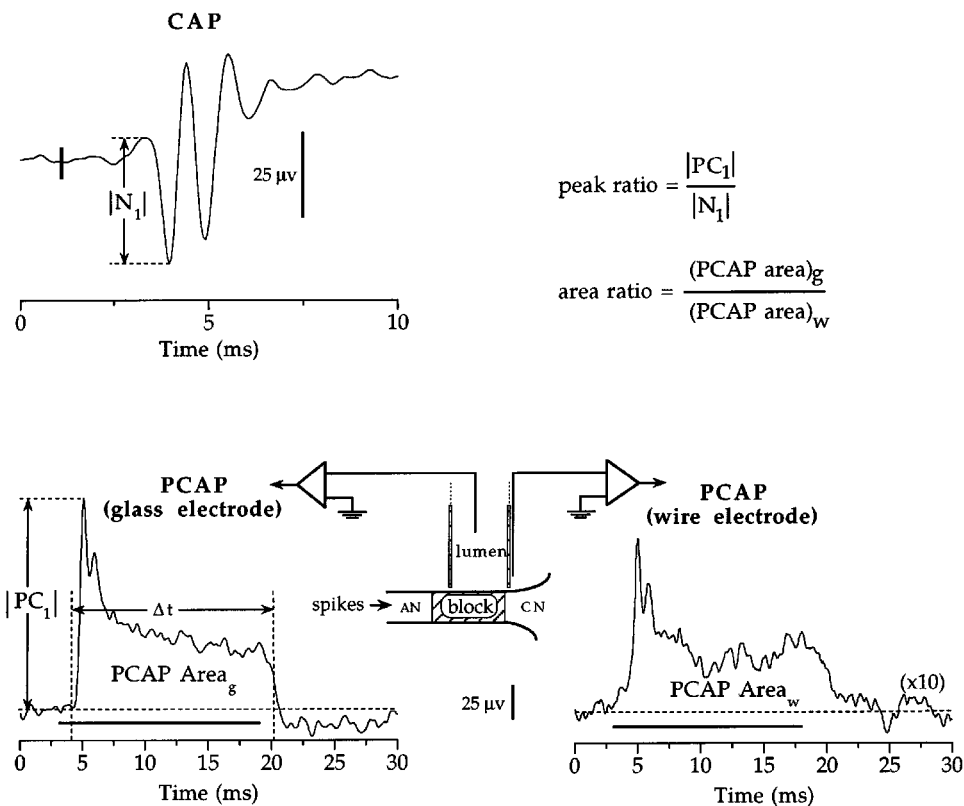 CAP
|N1|
25 μv
0 5 10
Time (ms)
peak ratio = |PC1| / |N1|
area ratio = (PCAP area)g / (PCAP area)w
PCAP
(glass electrode)
|PC1|
Δt
PCAP Areag
0 5 10 15 20 25 30
Time (ms)
lumen
spikes
AN
block
CN
25 μv
PCAP
(wire electrode)
PCAP Areaw
(x10)
0 5 10 15 20 25 30
Time (ms)